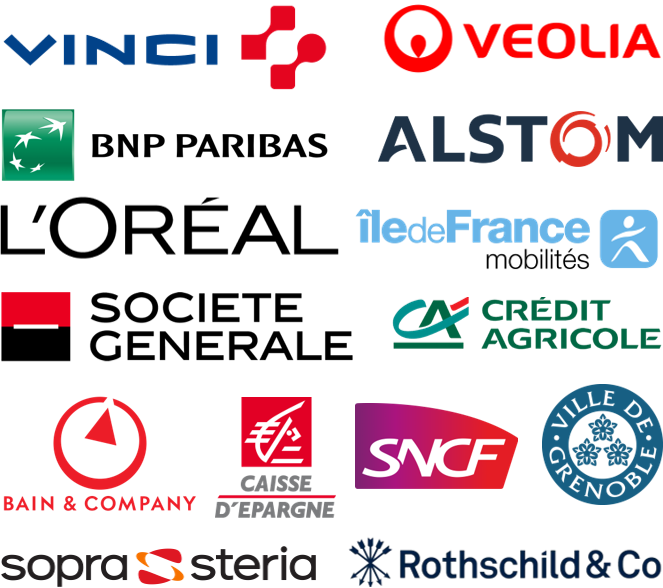 VINCI
VEOLIA
BNP PARIBAS
ALSTOM
L'ORÉAL
îledeFrance
mobilités
SOCIETE
GENERALE
CRÉDIT
AGRICOLE
BAIN & COMPANY
CAISSE
D'EPARGNE
SNCF
VILLE DE
GRENOBLE
sopra steria
Rothschild & Co